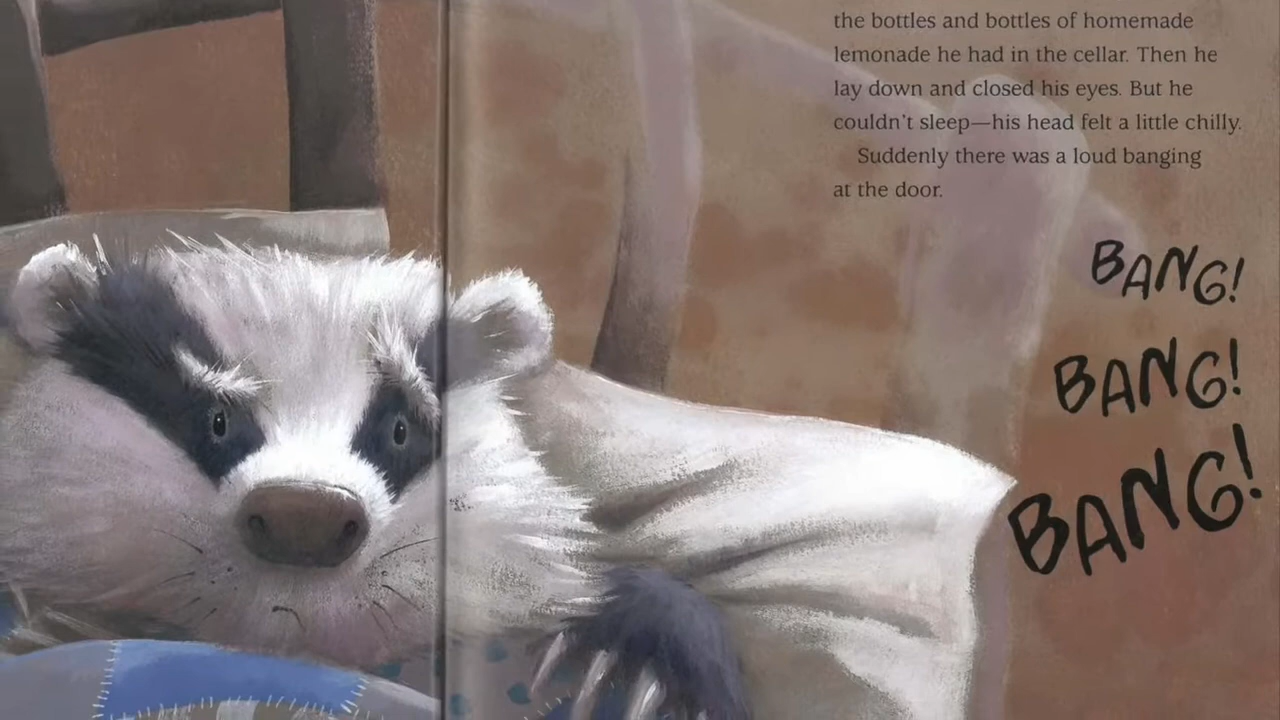 the bottles and bottles of homemade
lemonade he had in the cellar. Then he
lay down and closed his eyes. But he
couldn't sleep—his head felt a little chilly.
Suddenly there was a loud banging
at the door.
BANG!
BANG!
BANG!